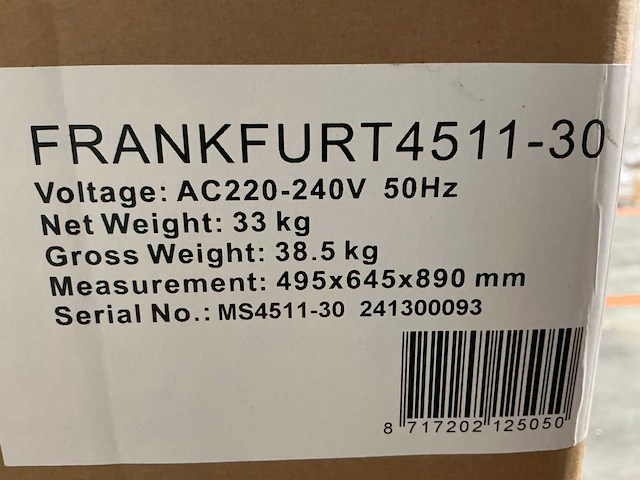 FRANKFURT4511-30
Voltage: AC220-240V 50Hz
Net Weight: 33 kg
Gross Weight: 38.5 kg
Measurement: 495x645x890 mm
Serial No.: MS4511-30 241300093
8 717202 125050